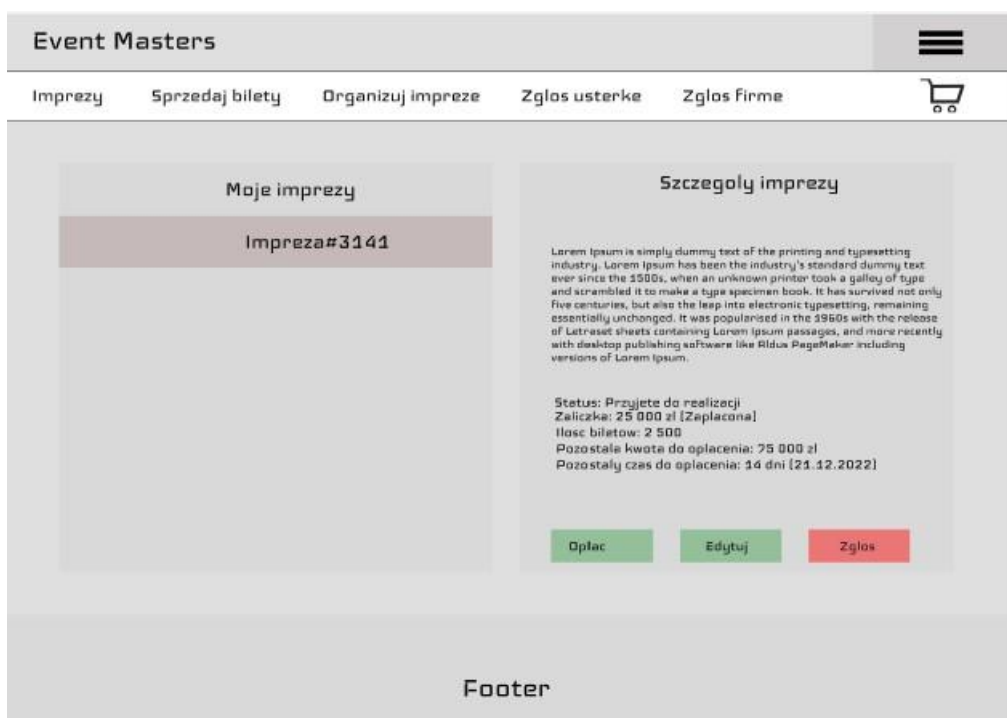 Event Masters
Imprezy Sprzedaj bilety Organizuj impreze Zglos usterke Zglos firme
Moje imprezy
Impreza#3141
Szczegoly imprezy
Lorem Ipsum is simply dummy text of the printing and typesetting
industry. Lorem Ipsum has been the industry's standard dummy text
ever since the 1500s, when an unknown printer took a galley of type
and scrambled it to make a type specimen book. It has survived not only
five centuries, but also the leap into electronic typesetting, remaining
essentially unchanged. It was popularised in the 1960s with the release
of Letraset sheets containing Lorem Ipsum passages, and more recently
with desktop publishing software like Aldus PageMaker including
versions of Lorem Ipsum.
Status: Przyjete do realizacji
Zaliczka: 25 000 zl [Zaplacona]
Ilosc biletow: 2 500
Pozostala kwota do oplacenia: 75 000 zl
Pozostaly czas do oplacenia: 14 dni [21.12.2022]
Oplac Edytuj Zglos
Footer